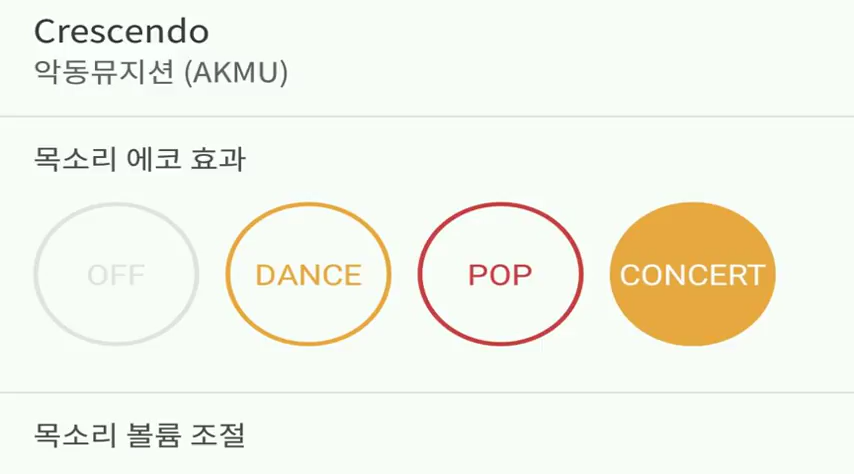 Crescendo
악동뮤지션 (AKMU)
목소리 에코 효과
OFF DANCE POP CONCERT
목소리 볼륨 조절